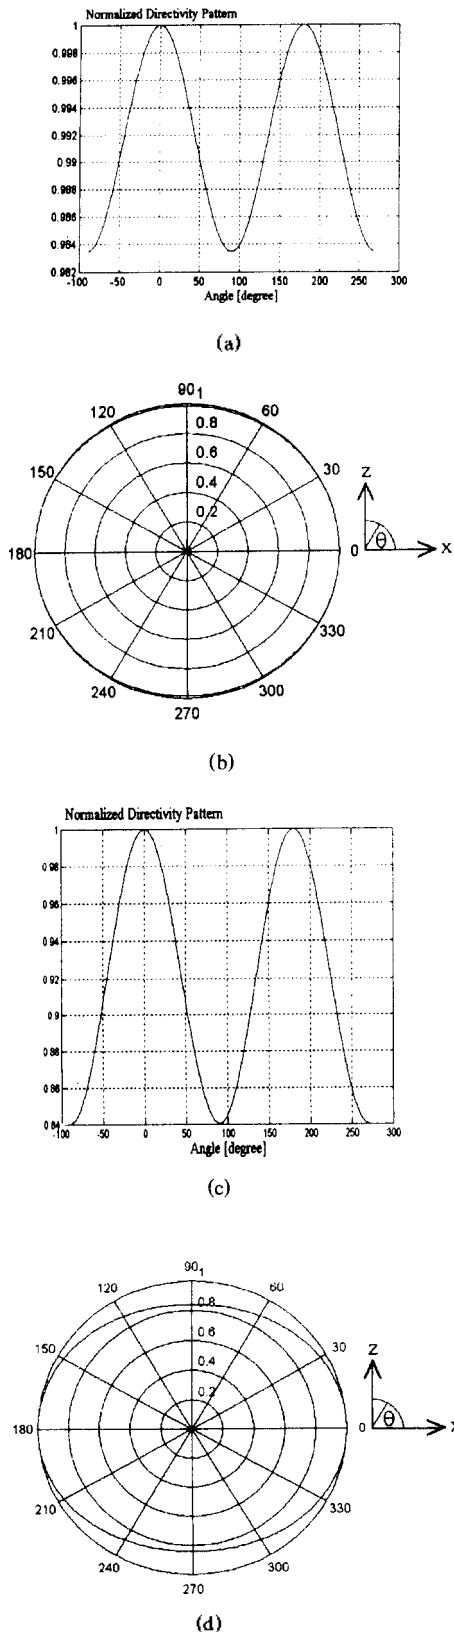 Normalized Directivity Pattern
1
0.998
0.996
0.994
0.992
0.99
0.988
0.986
0.984
0.982
-100 -50 0 50 100 150 200 250 300
Angle [degree]
(a)
90 1
120 60
0.8
0.6
150 30
0.4
0.2
Z
180 0 θ X
210 330
240 300
270
(b)
Normalized Directivity Pattern
1
0.98
0.96
0.94
0.92
0.9
0.88
0.86
0.84
-100 -50 0 50 100 150 200 250 300
Angle [degree]
(c)
90 1
120 60
0.8
0.6
150 30
0.4
0.2
Z
180 0 θ X
210 330
240 300
270
(d)